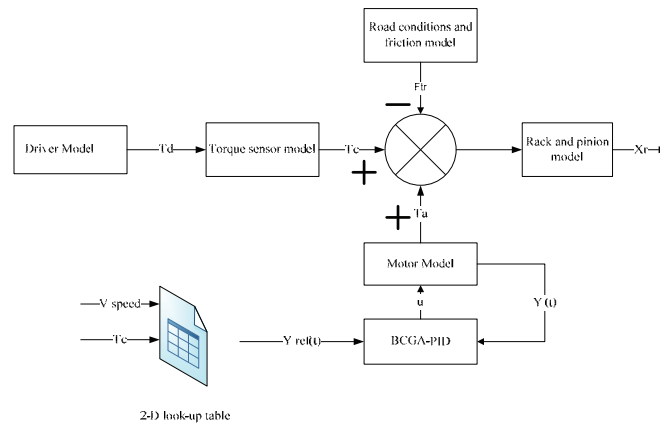 Road conditions and
friction model
Ftr
Driver Model
Td
Torque sensor model
Tc
Rack and pinion
model
Xr
Ta
Motor Model
V speed
u
Y (t)
Tc
Y ref(t)
BCGA-PID
2-D look-up table